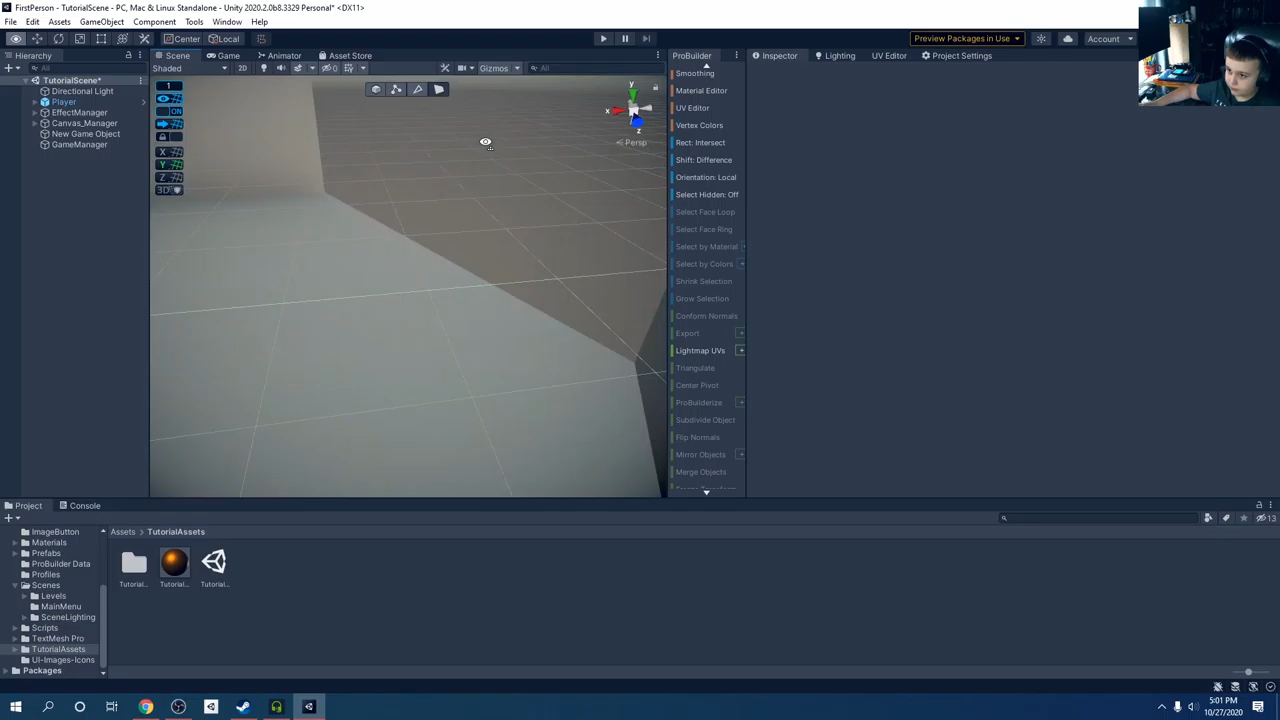 FirstPerson - TutorialScene - PC, Mac & Linux Standalone - Unity 2020.2.0b8.3329 Personal* <DX11>
File Edit Assets GameObject Component Tools Window Help
Center Local
Preview Packages in Use
Account
Hierarchy
Scene Game Animator Asset Store
ProBuilder
Inspector Lighting UV Editor Project Settings
All
Shaded 2D 0 Gizmos All
TutorialScene*
Directional Light
Player
EffectManager
Canvas_Manager
New Game Object
GameManager
1
ON
X
Y
Z
3D
y
x
z
Persp
Smoothing
Material Editor
UV Editor
Vertex Colors
Rect: Intersect
Shift: Difference
Orientation: Local
Select Hidden: Off
Select Face Loop
Select Face Ring
Select by Material
Select by Colors
Shrink Selection
Grow Selection
Conform Normals
Export
Lightmap UVs
Triangulate
Center Pivot
ProBuilderize
Subdivide Object
Flip Normals
Mirror Objects
Merge Objects
Project Console
13
ImageButton
Materials
Prefabs
ProBuilder Data
Profiles
Scenes
Levels
MainMenu
SceneLighting
Scripts
TextMesh Pro
TutorialAssets
UI-Images-Icons
Packages
Assets > TutorialAssets
Tutorial... Tutorial... Tutorial...
5:01 PM
10/27/2020